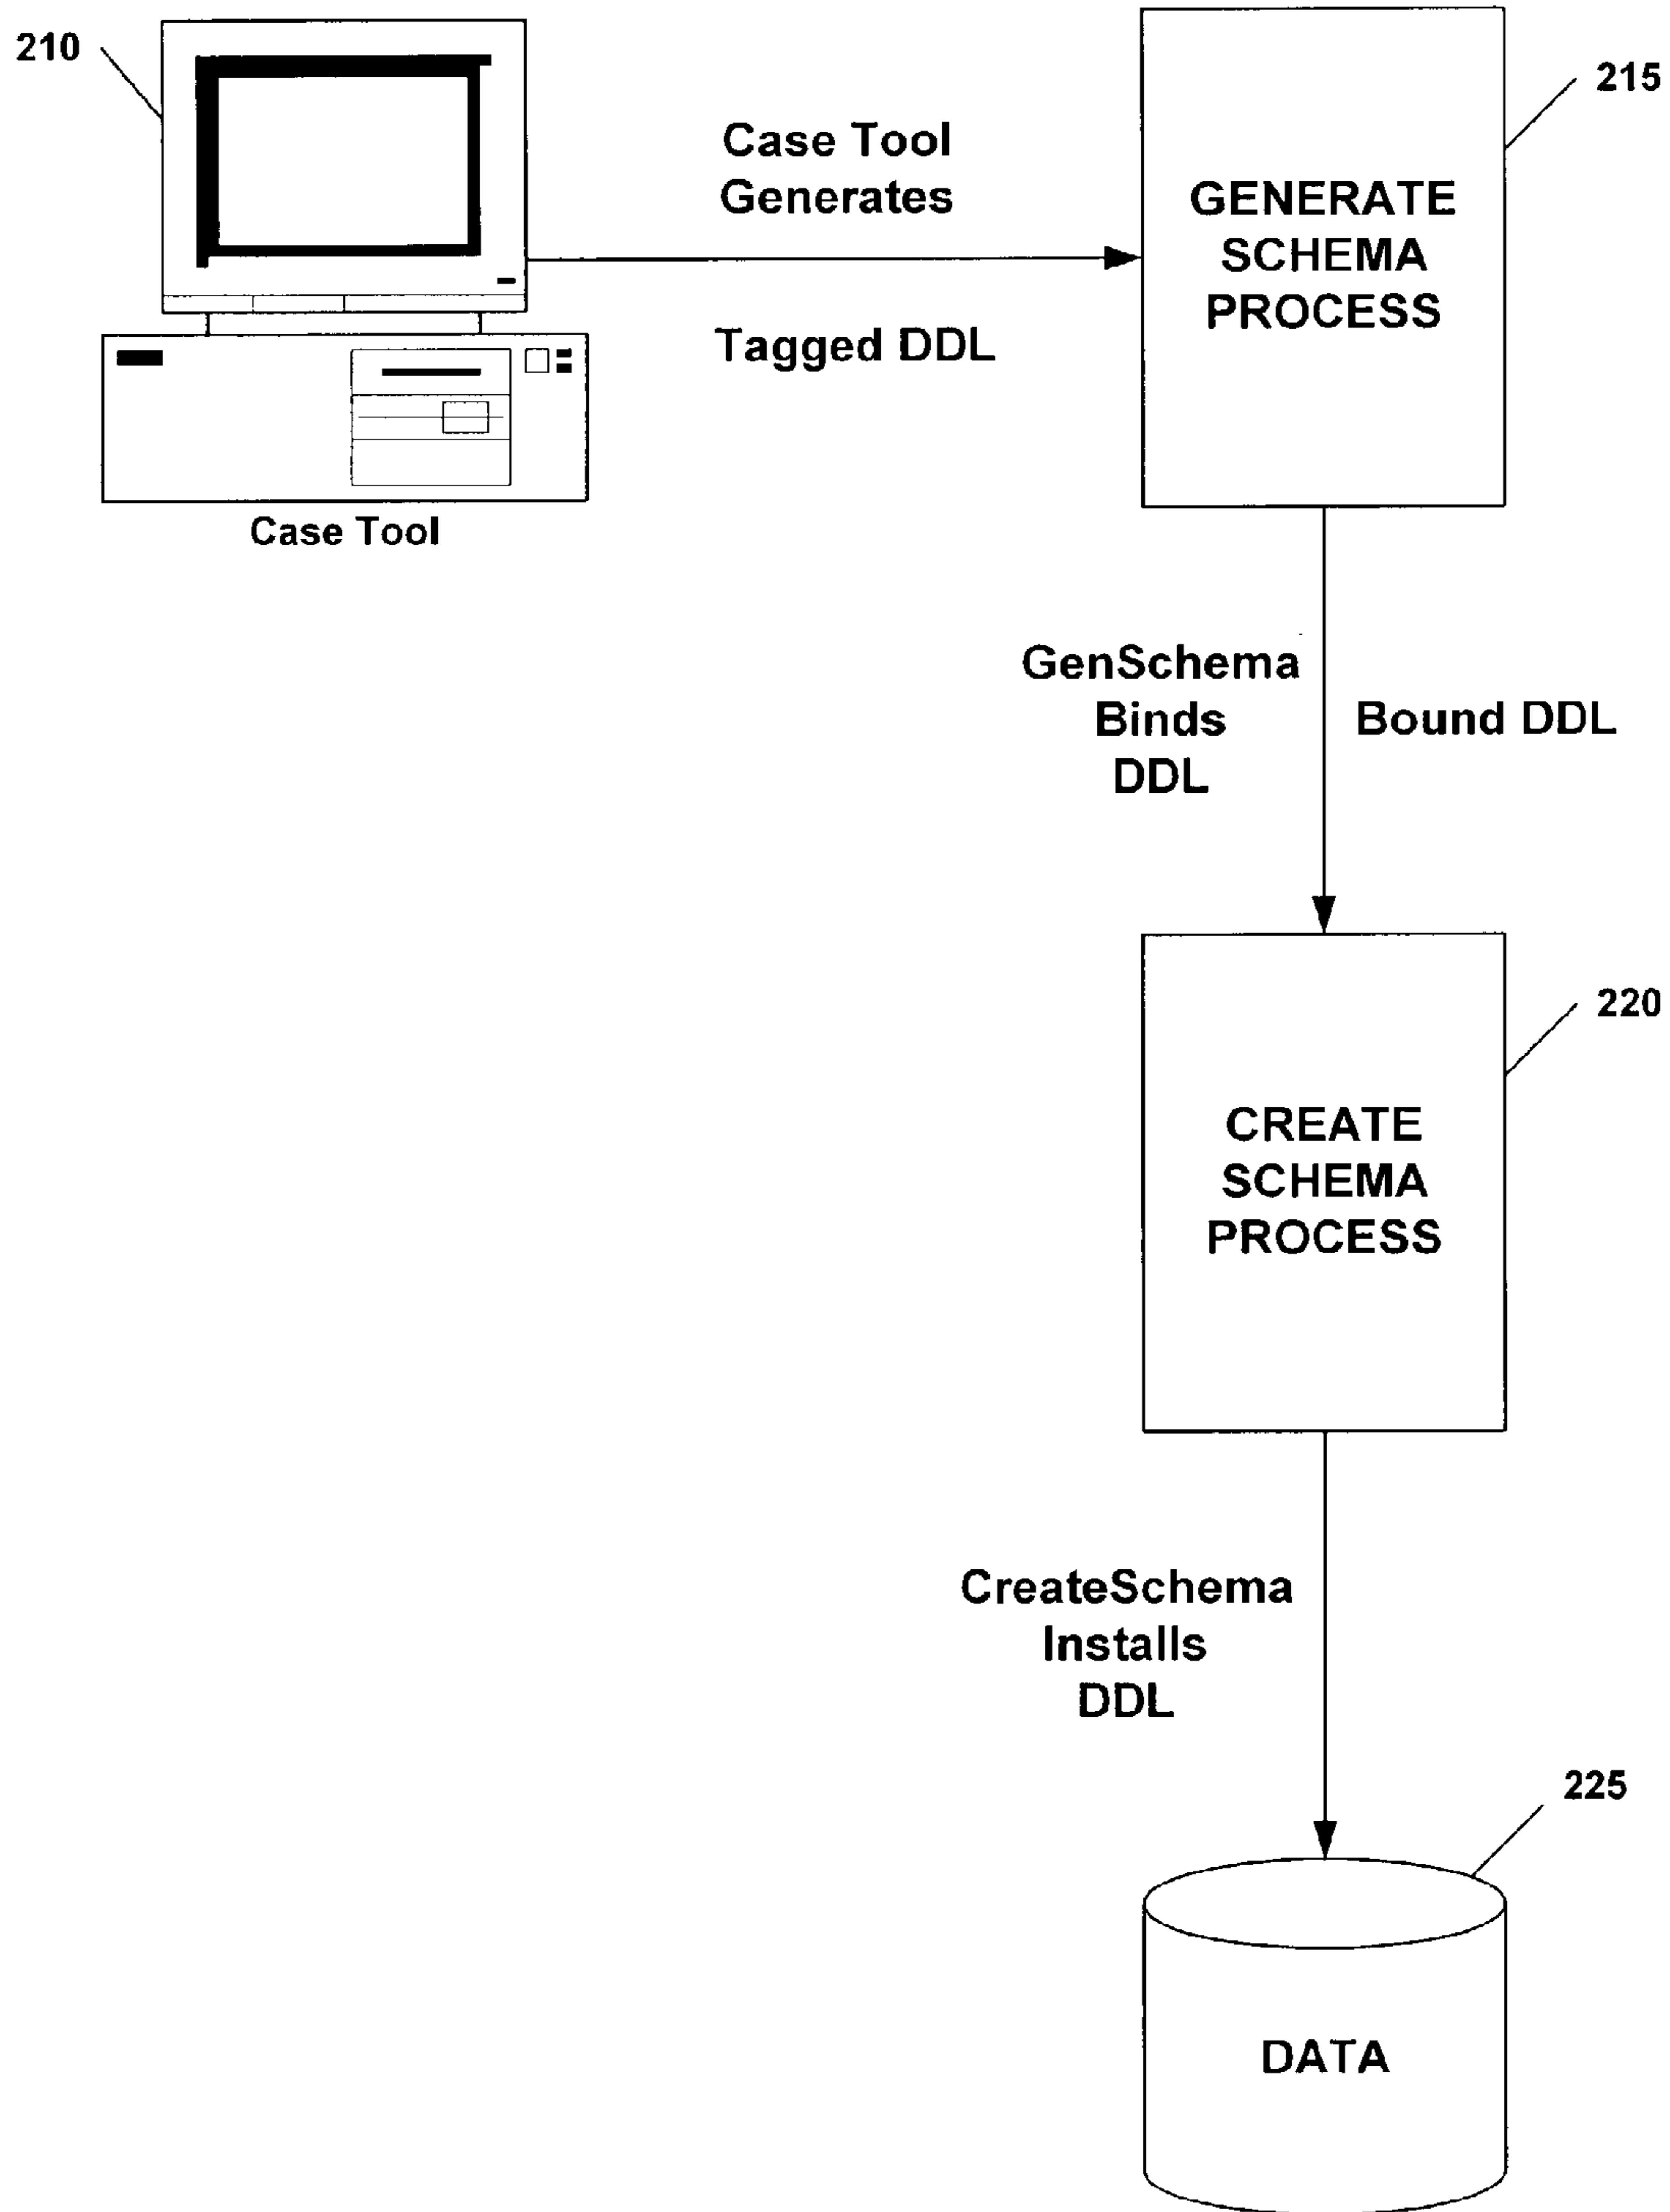 210
215
Case Tool
Generates
GENERATE
SCHEMA
PROCESS
Tagged DDL
Case Tool
GenSchema
Binds
DDL
Bound DDL
220
CREATE
SCHEMA
PROCESS
CreateSchema
Installs
DDL
225
DATA